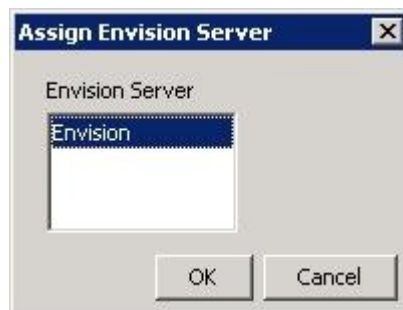 Assign Envision Server
Envision Server
Envision
OK
Cancel